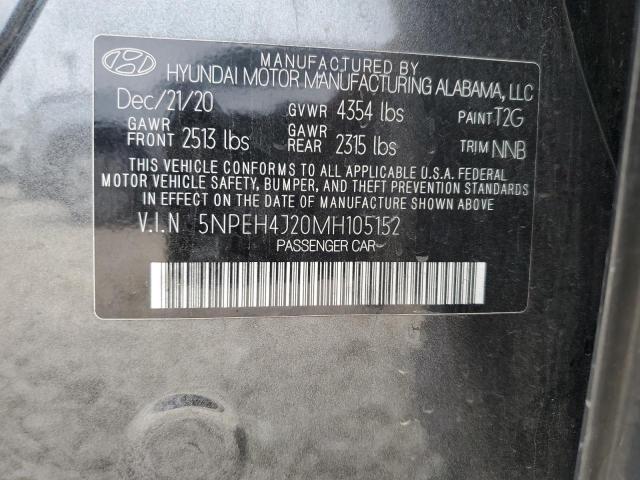 MANUFACTURED BY
HYUNDAI MOTOR MANUFACTURING ALABAMA, LLC
Dec/21/20 GVWR 4354 lbs PAINT T2G
GAWR FRONT 2513 lbs GAWR REAR 2315 lbs TRIM NNB
THIS VEHICLE CONFORMS TO ALL APPLICABLE U.S.A. FEDERAL
MOTOR VEHICLE SAFETY, BUMPER, AND THEFT PREVENTION STANDARDS
IN EFFECT ON THE DATE OF MANUFACTURE SHOWN ABOVE.
V.I.N 5NPEH4J20MH105152
PASSENGER CAR